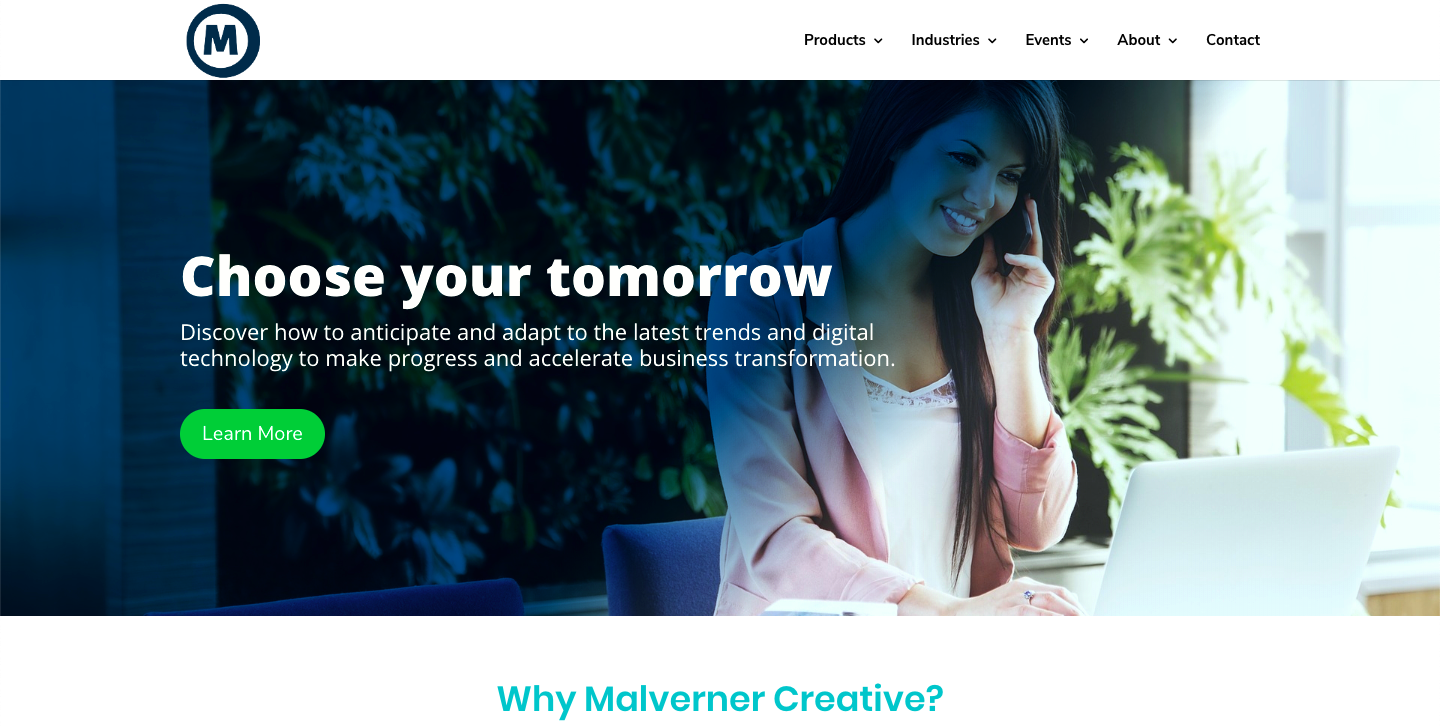 M
Products
Industries
Events
About
Contact
Choose your tomorrow
Discover how to anticipate and adapt to the latest trends and digital
technology to make progress and accelerate business transformation.
Learn More
Why Malverner Creative?